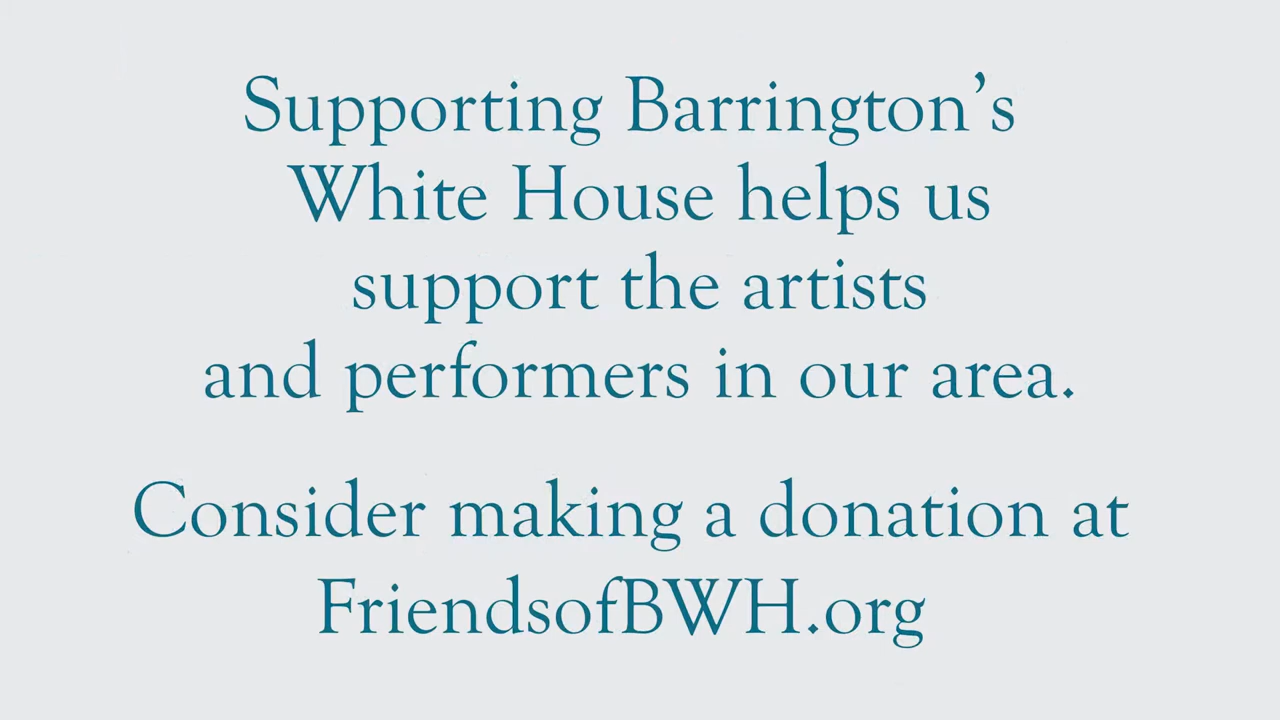 Supporting Barrington’s
White House helps us
support the artists
and performers in our area.
Consider making a donation at
FriendsofBWH.org